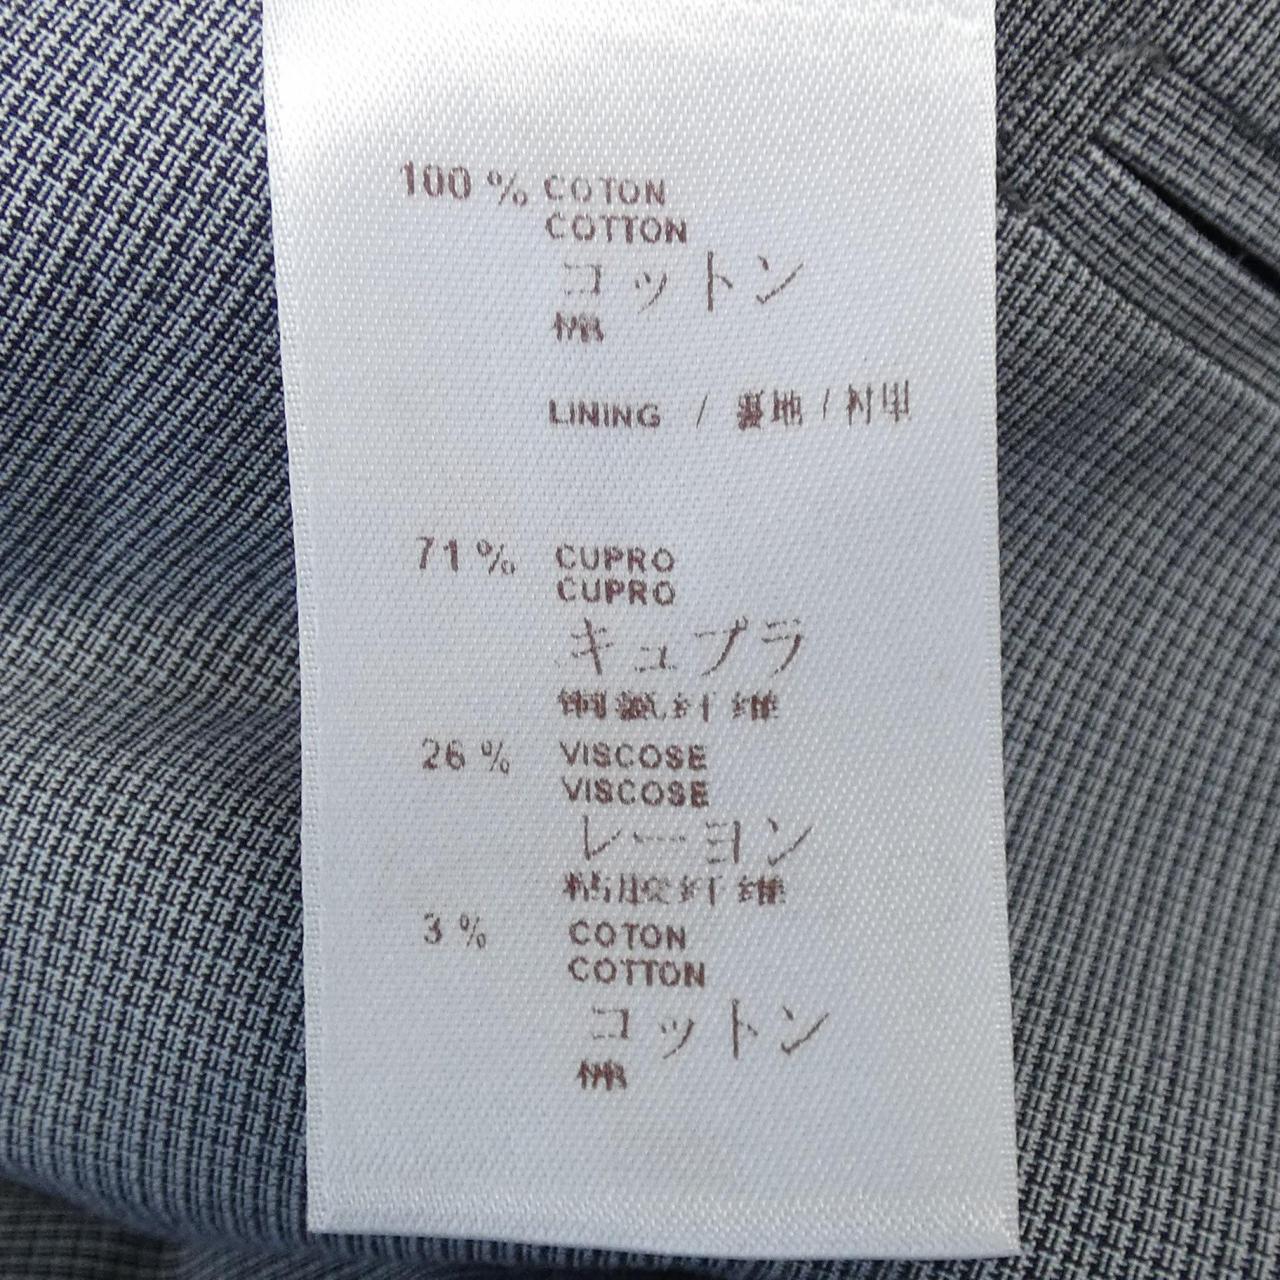 100 % COTON
COTTON
コットン
棉
LINING / 裏地 / 衬里
71 % CUPRO
CUPRO
キュプラ
铜氨纤维
26 % VISCOSE
VISCOSE
レーヨン
粘胶纤维
3 % COTON
COTTON
コットン
棉